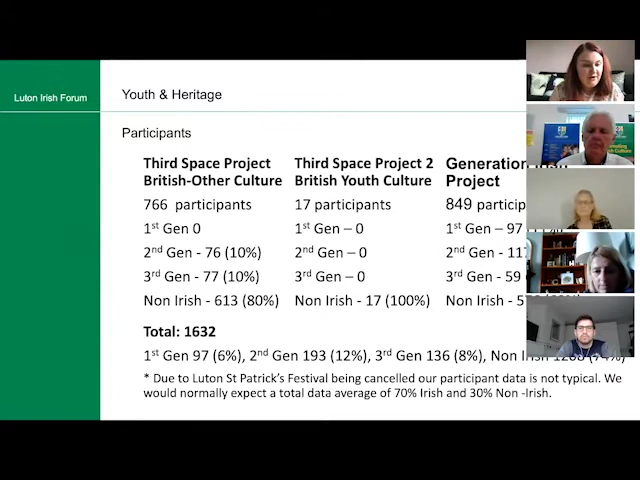 Luton Irish Forum
Youth & Heritage
Participants
Third Space Project
British-Other Culture
766 participants
1st Gen 0
2nd Gen - 76 (10%)
3rd Gen - 77 (10%)
Non Irish - 613 (80%)
Third Space Project 2
British Youth Culture
17 participants
1st Gen – 0
2nd Gen – 0
3rd Gen – 0
Non Irish - 17 (100%)
Generation
Project
849
1st Gen – 97
2nd Gen - 117
3rd Gen - 59
Non Irish -
Total: 1632
1st Gen 97 (6%), 2nd Gen 193 (12%), 3rd Gen 136 (8%), Non
* Due to Luton St Patrick's Festival being cancelled our participant data is not typical. We
would normally expect a total data average of 70% Irish and 30% Non -Irish.